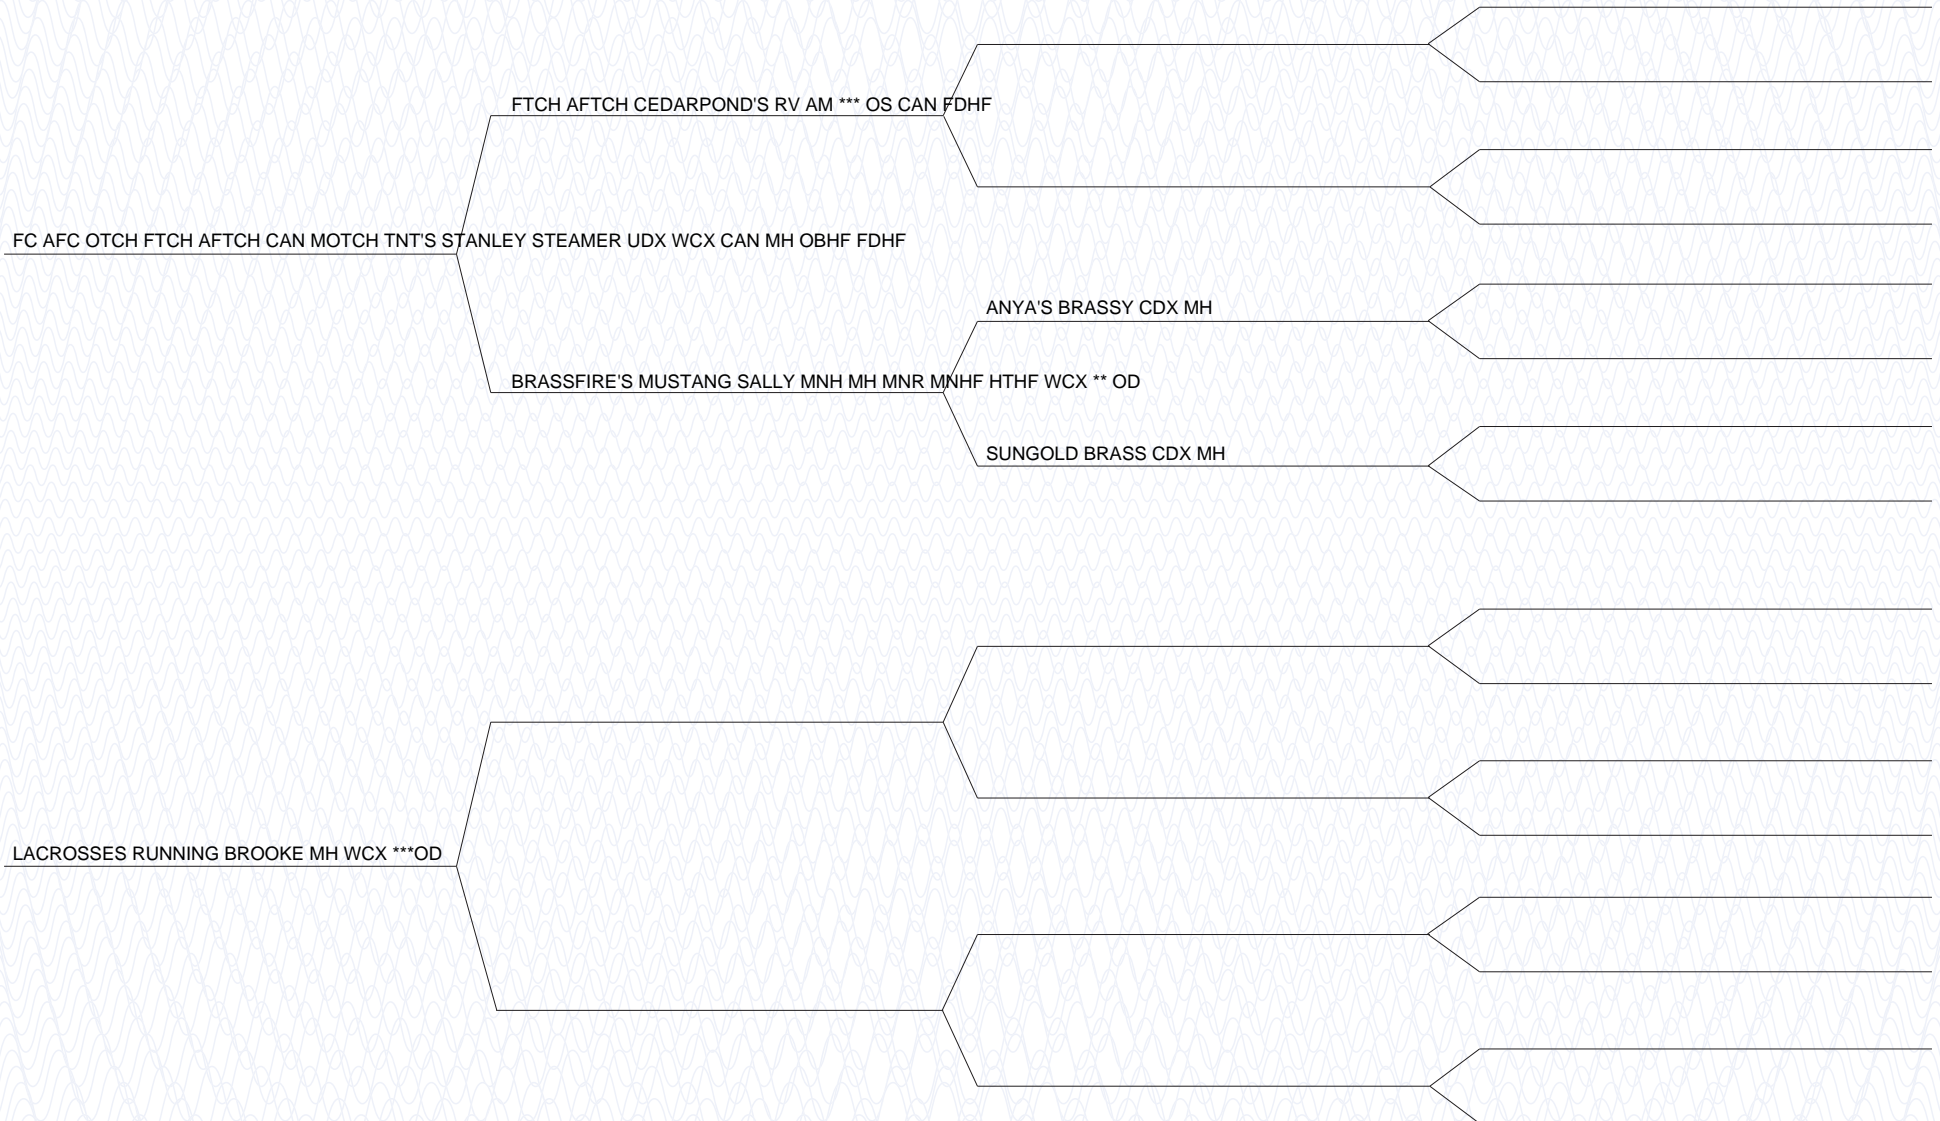 FTCH AFTCH CEDARPOND'S RV AM *** OS CAN FDHF
FC AFC OTCH FTCH AFTCH CAN MOTCH TNT'S STANLEY STEAMER UDX WCX CAN MH OBHF FDHF
ANYA'S BRASSY CDX MH
BRASSFIRE'S MUSTANG SALLY MNH MH MNR MNHF HTHF WCX ** OD
SUNGOLD BRASS CDX MH
LACROSSES RUNNING BROOKE MH WCX ***OD